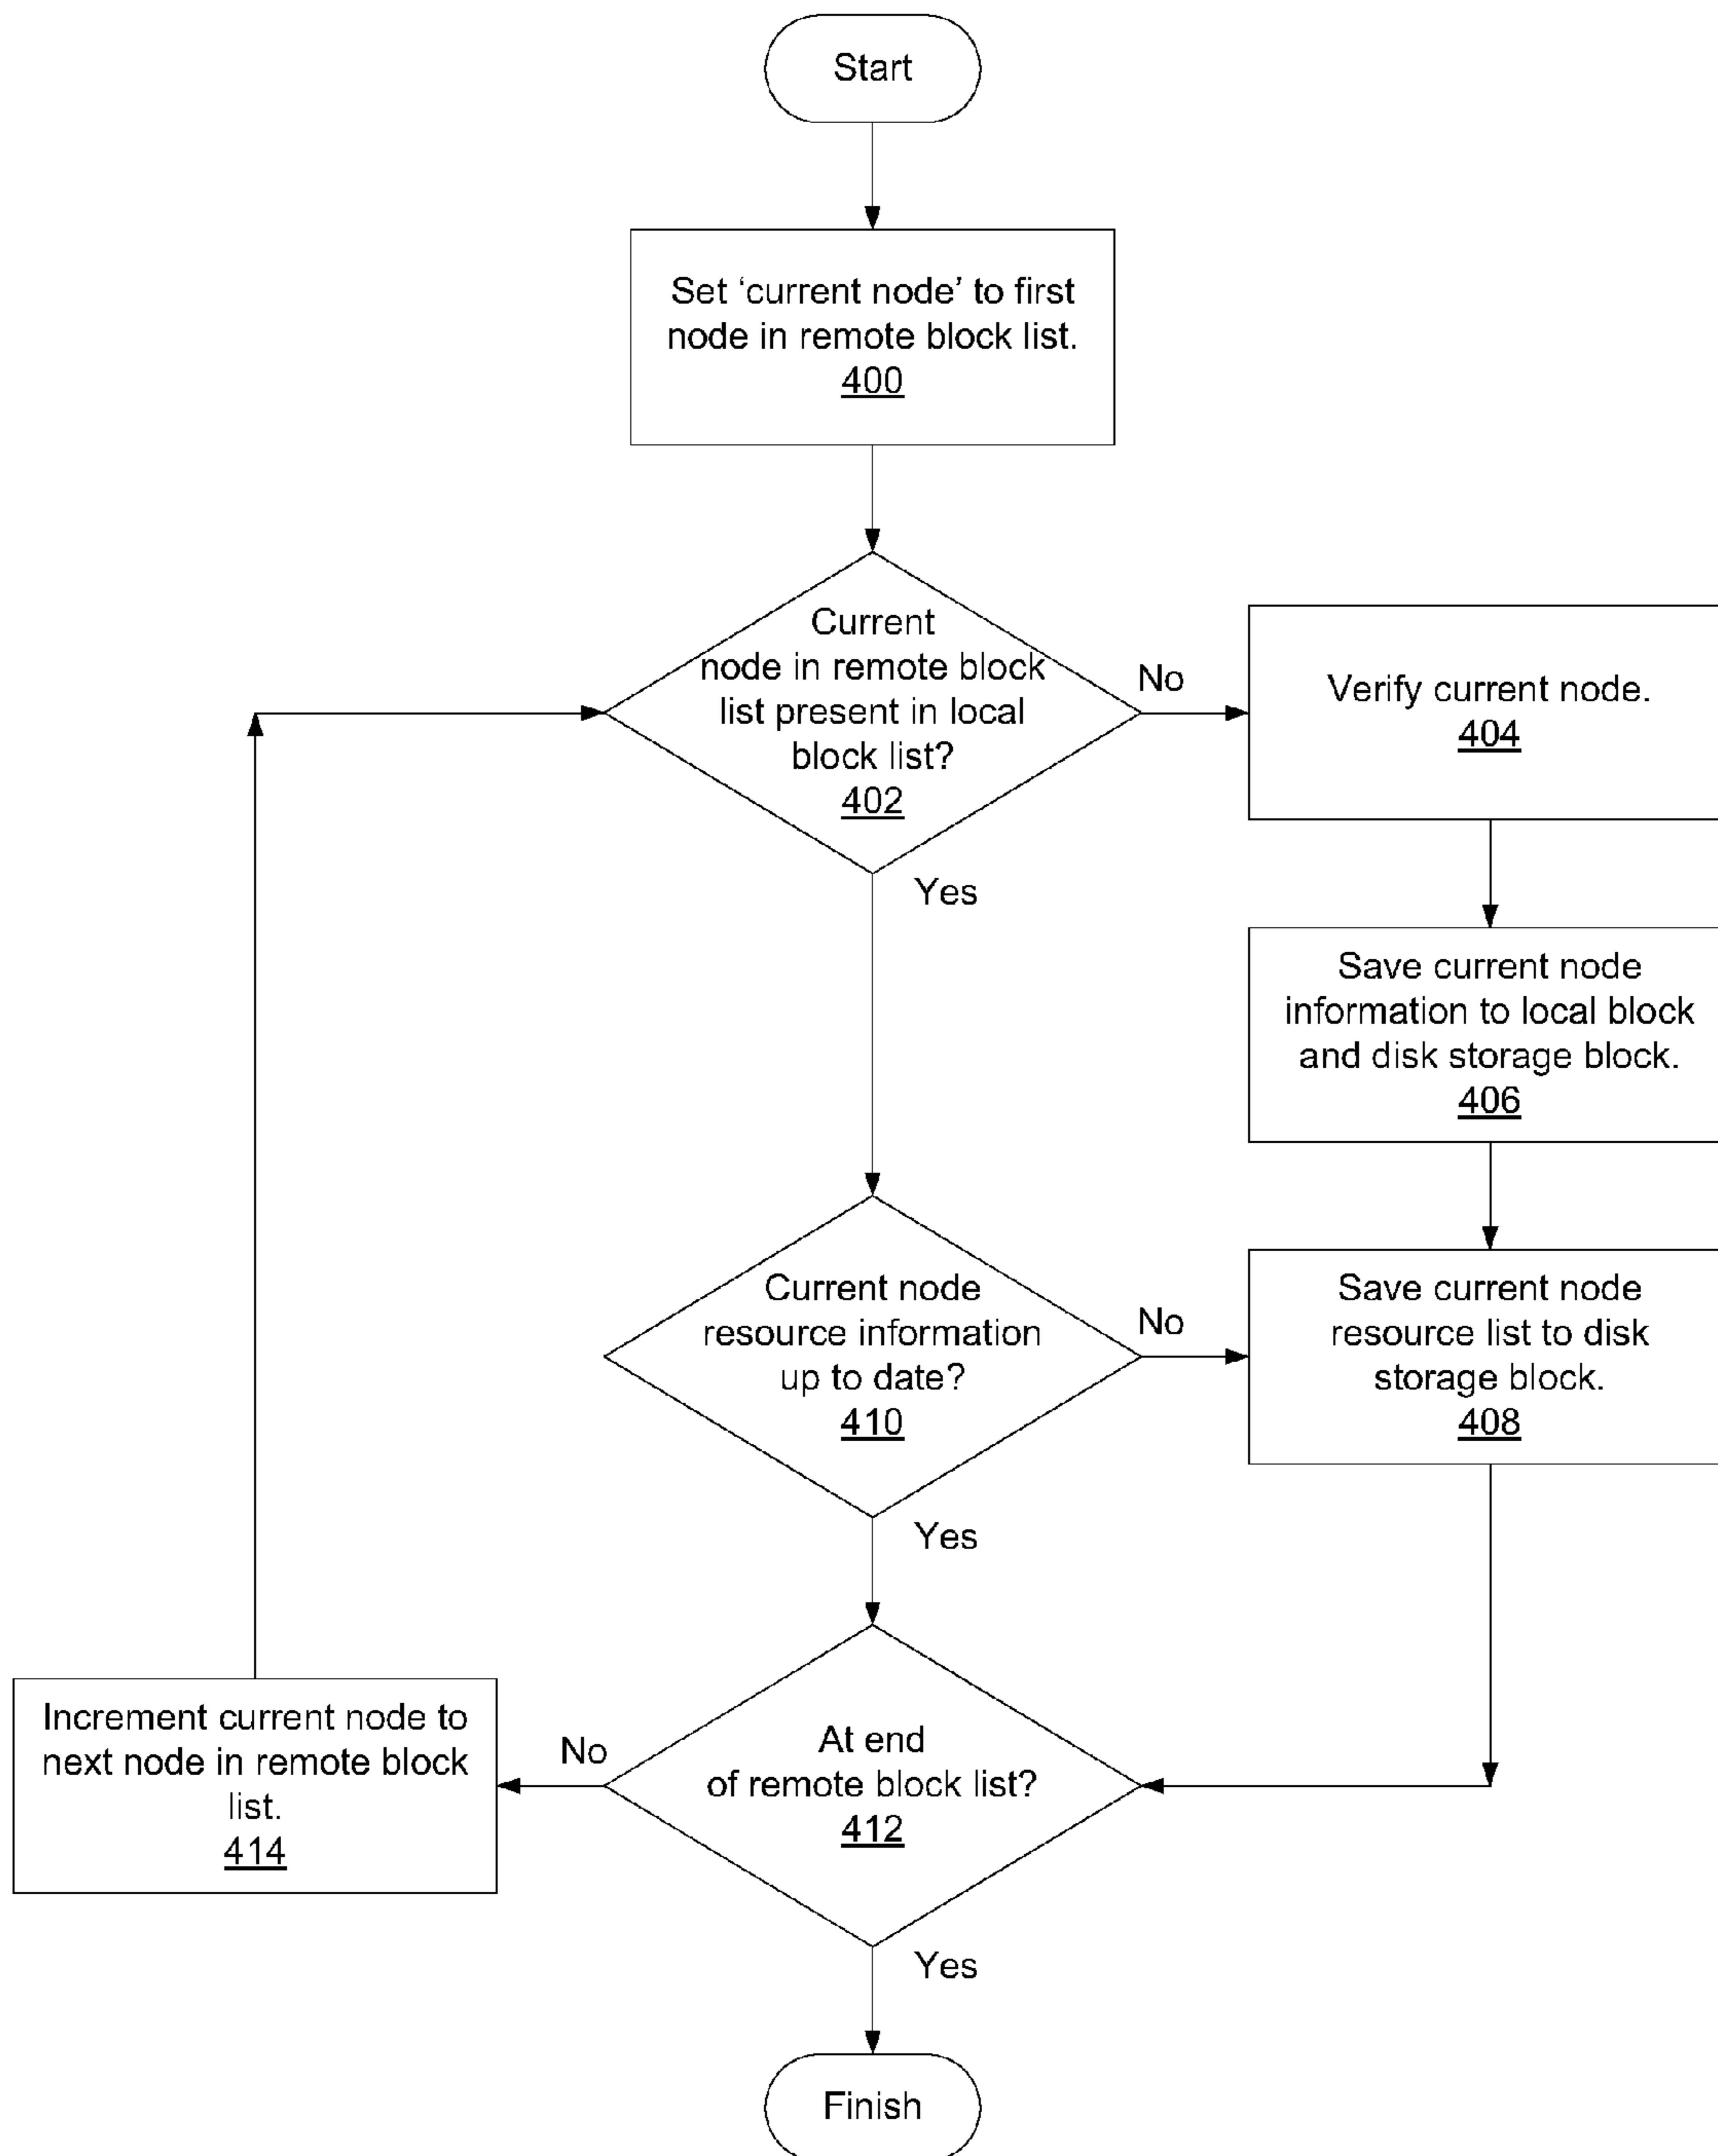 Start
Set ‘current node’ to first
node in remote block list.
400
Current
node in remote block
list present in local
block list?
402
No
Verify current node.
404
Yes
Save current node
information to local block
and disk storage block.
406
Current node
resource information
up to date?
410
No
Save current node
resource list to disk
storage block.
408
Yes
Increment current node to
next node in remote block
list.
414
No
At end
of remote block list?
412
Yes
Finish